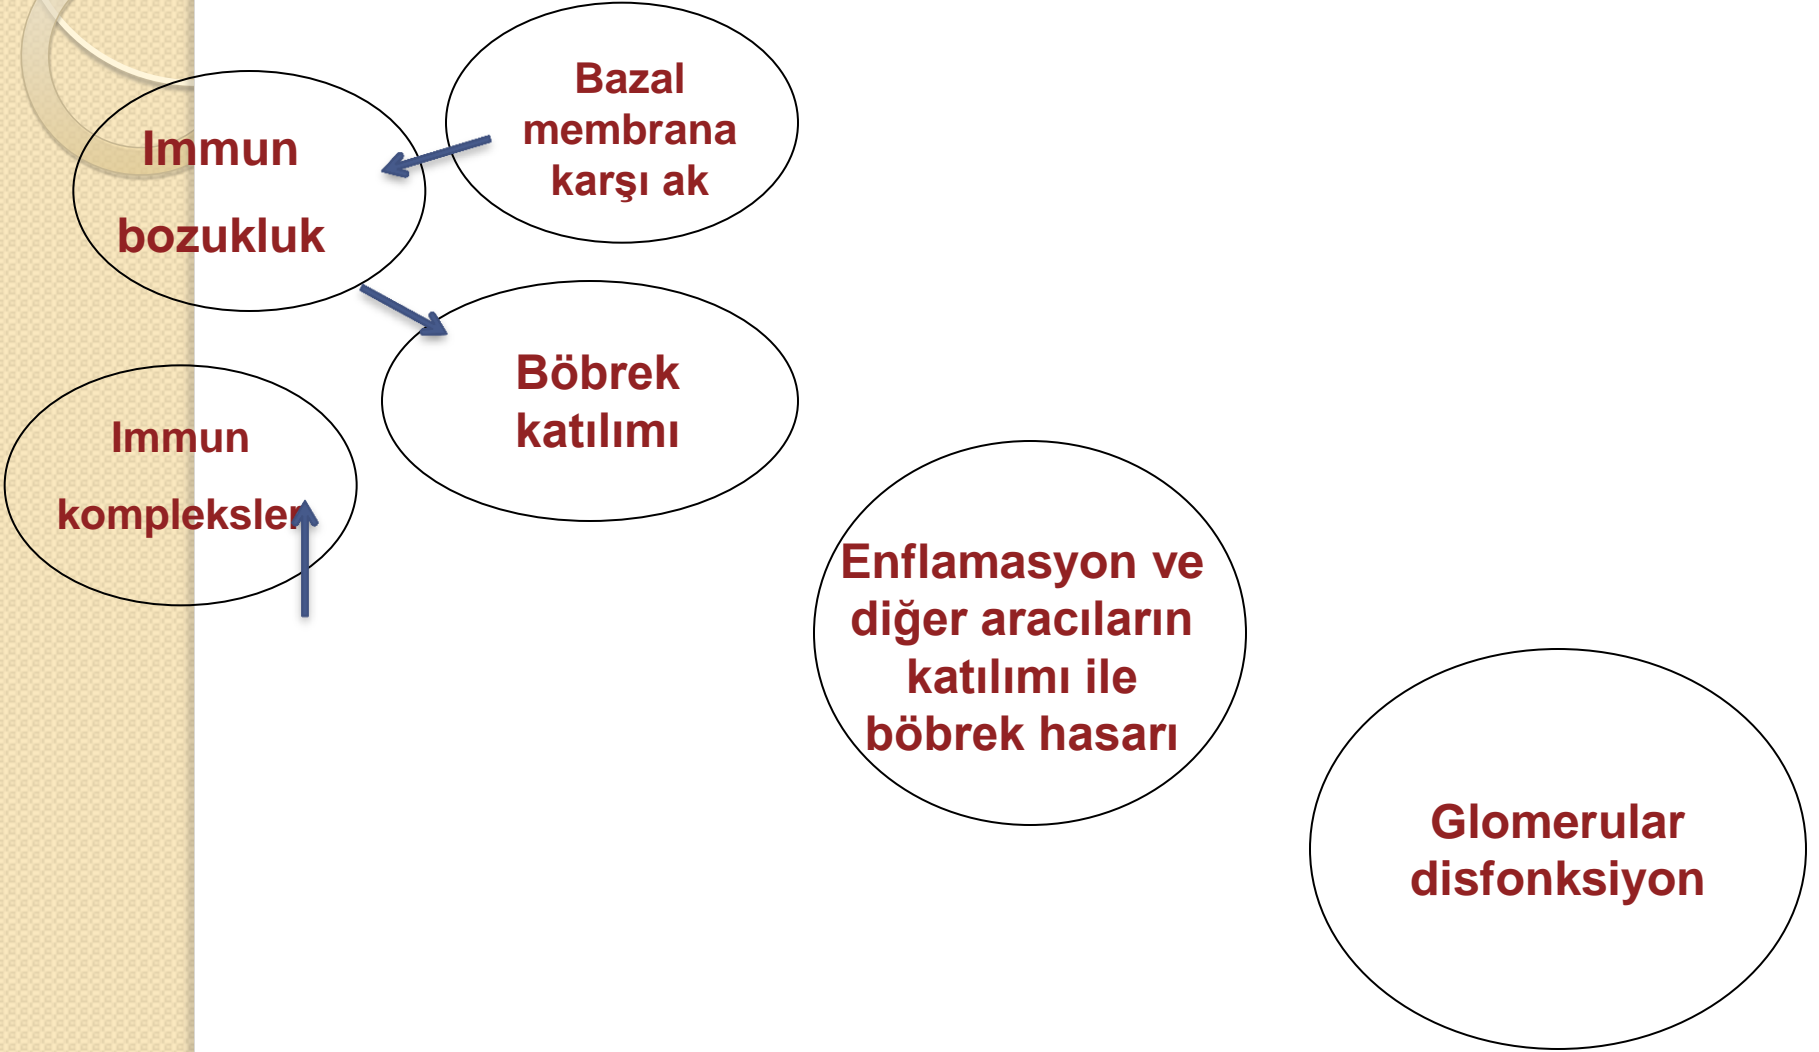 Immun
bozukluk
Bazal
membrana
karşı ak
Böbrek
katılımı
Immun
kompleksler
Enflamasyon ve
diğer aracıların
katılımı ile
böbrek hasarı
Glomerular
disfonksiyon